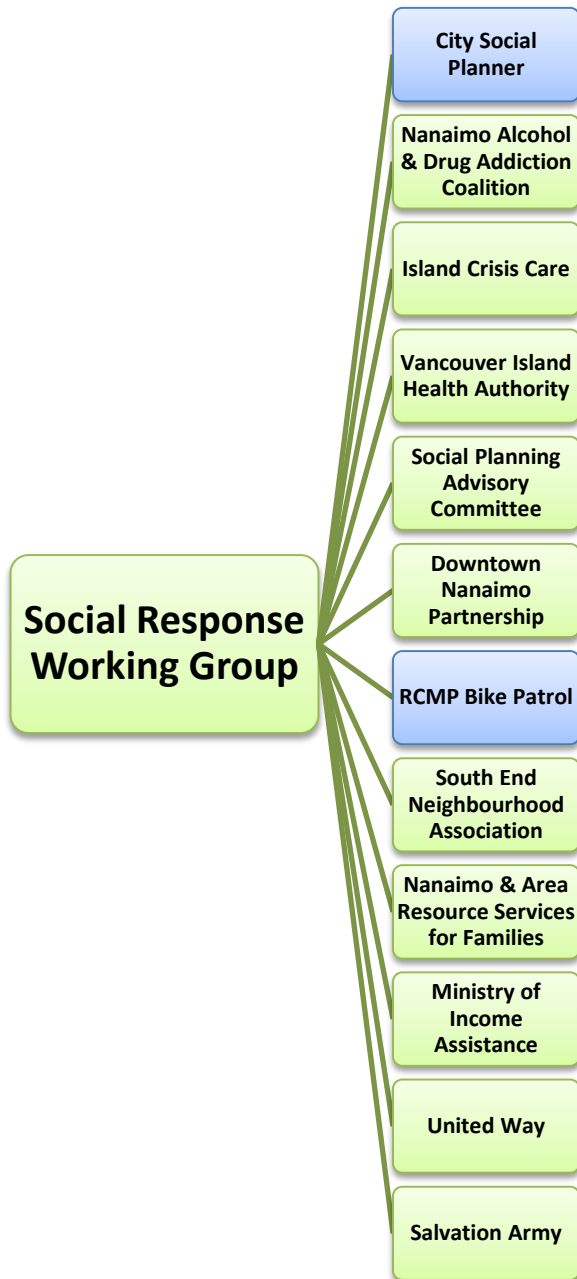 City Social
Planner
Nanaimo Alcohol
& Drug Addiction
Coalition
Island Crisis Care
Vancouver Island
Health Authority
Social Planning
Advisory
Committee
Social Response
Working Group
Downtown
Nanaimo
Partnership
RCMP Bike Patrol
South End
Neighbourhood
Association
Nanaimo & Area
Resource Services
for Families
Ministry of
Income
Assistance
United Way
Salvation Army